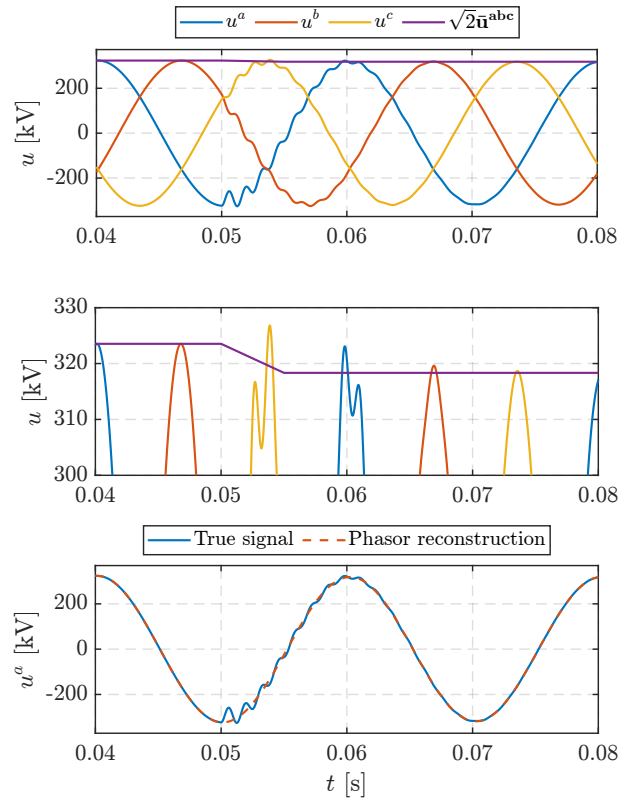 u^a u^b u^c √2ū^abc
200
0
-200
u [kV]
0.04 0.05 0.06 0.07 0.08
330
320
310
300
u [kV]
0.04 0.05 0.06 0.07 0.08
True signal Phasor reconstruction
200
0
-200
u^a [kV]
0.04 0.05 0.06 0.07 0.08
t [s]